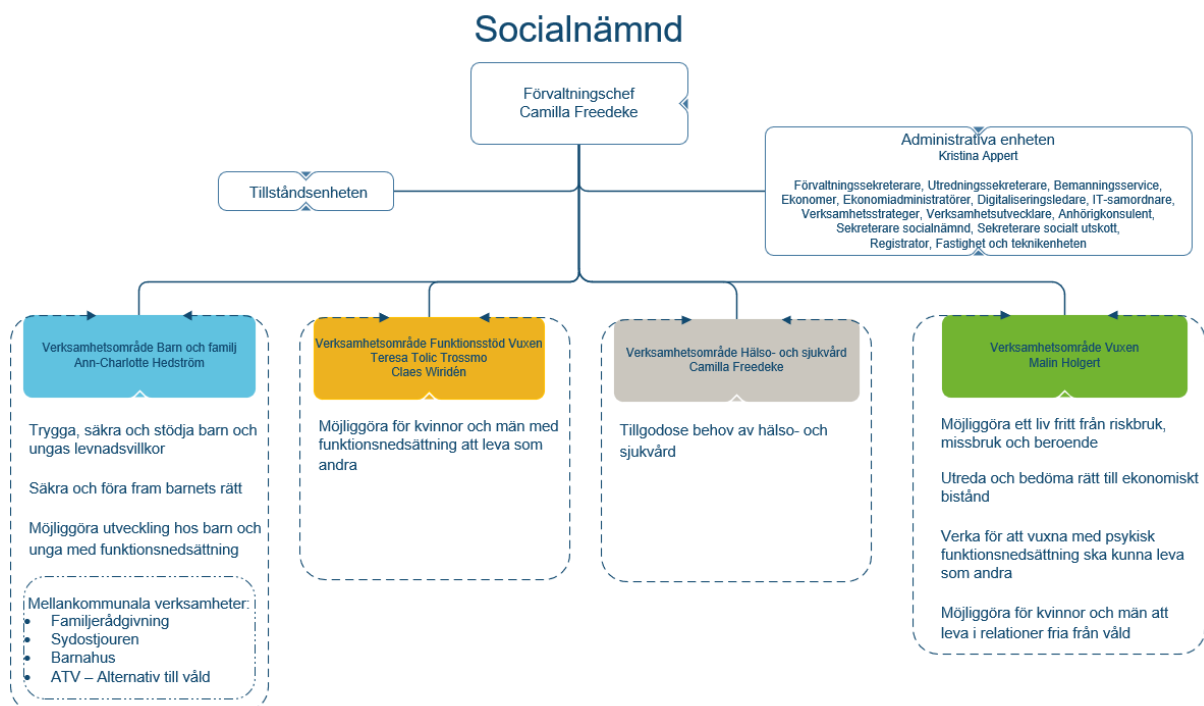 Socialnämnd
Förvaltningschef
Camilla Freedeke
Administrativa enheten
Kristina Appert
Förvaltningssekreterare, Utredningssekreterare, Bemanningsservice,
Ekonomer, Ekonomiadministratörer, Digitaliseringsledare, IT-samordnare,
Verksamhetsstrateger, Verksamhetsutvecklare, Anhörigkonsulent,
Sekreterare socialnämnd, Sekreterare socialt utskott,
Registrator, Fastighet och teknikenheten
Tillståndsenheten
Verksamhetsområde Barn och familj
Ann-Charlotte Hedström
Trygga, säkra och stödja barn och
ungas levnadsvillkor
Säkra och föra fram barnets rätt
Möjliggöra utveckling hos barn och
unga med funktionsnedsättning
Mellankommunala verksamheter:
• Familjerådgivning
• Sydostjouren
• Barnahus
• ATV – Alternativ till våld
Verksamhetsområde Funktionsstöd Vuxen
Teresa Tolic Trossmo
Claes Wiridén
Möjliggöra för kvinnor och män med
funktionsnedsättning att leva som
andra
Verksamhetsområde Hälso- och sjukvård
Camilla Freedeke
Tillgodose behov av hälso- och
sjukvård
Verksamhetsområde Vuxen
Malin Holgert
Möjliggöra ett liv fritt från riskbruk,
missbruk och beroende
Utreda och bedöma rätt till ekonomiskt
bistånd
Verka för att vuxna med psykisk
funktionsnedsättning ska kunna leva
som andra
Möjliggöra för kvinnor och män att
leva i relationer fria från våld